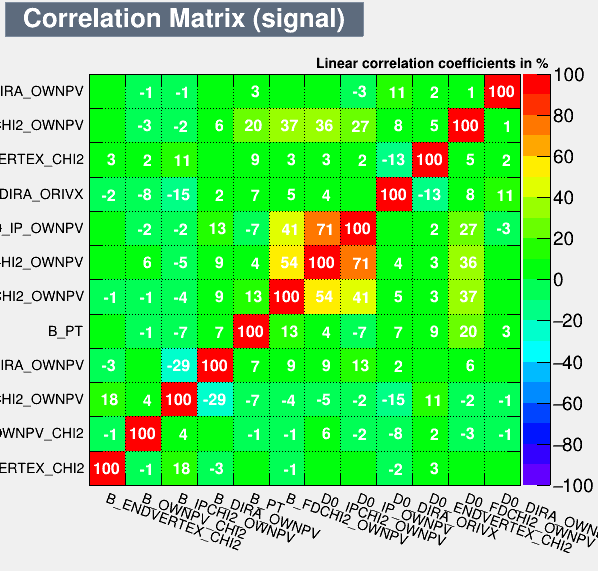 Correlation Matrix (signal)
Linear correlation coefficients in %
IRA_OWNPV -1 -1 3 -3 11 2 1 100
CHI2_OWNPV -3 -2 6 20 37 36 27 8 5 100 1
ERTEX_CHI2 3 2 11 9 3 3 2 -13 100 5 2
DIRA_ORIVX -2 -8 -15 2 7 5 4 100 -13 8 11
_IP_OWNPV -2 -2 13 -7 41 71 100 2 27 -3
HI2_OWNPV 6 -5 9 4 54 100 71 4 3 36
CHI2_OWNPV -1 -1 -4 9 13 100 54 41 5 3 37
B_PT -1 -7 7 100 13 4 -7 7 9 20 3
IRA_OWNPV -3 -29 100 7 9 9 13 2 6
CHI2_OWNPV 18 4 100 -29 -7 -4 -5 -2 -15 11 -2 -1
OWNPV_CHI2 -1 100 4 -1 -1 6 -2 -8 2 -3 -1
ERTEX_CHI2 100 -1 18 -3 -1 -2 3
100
80
60
40
20
0
−20
−40
−60
−80
−100
B_ENDVERTEX_CHI2
B_OWNPV_CHI2
B_IPCHI2_OWNPV
B_DIRA_OWNPV
B_PT
B_FDCHI2_OWNPV
D0_IPCHI2_OWNPV
D0_IP_OWNPV
D0_DIRA_ORIVX
D0_ENDVERTEX_CHI2
D0_FDCHI2_OWNPV
D0_DIRA_OWN